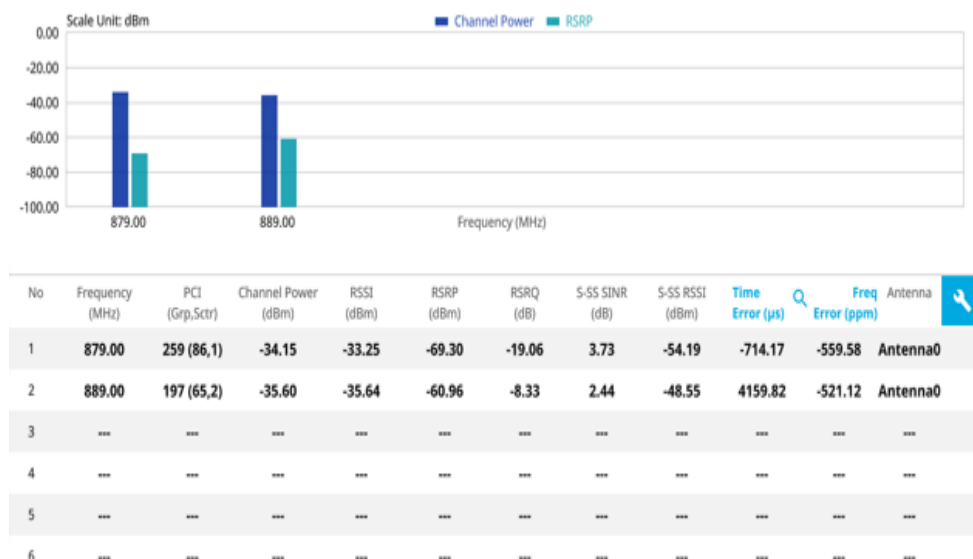 Scale Unit: dBm
Channel Power RSRP
0.00
-20.00
-40.00
-60.00
-80.00
-100.00
879.00 889.00 Frequency (MHz)
No Frequency (MHz) PCI (Grp,Sctr) Channel Power (dBm) RSSI (dBm) RSRP (dBm) RSRQ (dB) S-SS SINR (dB) S-SS RSSI (dBm) Time Error (µs) Freq Error (ppm) Antenna
1 879.00 259 (86,1) -34.15 -33.25 -69.30 -19.06 3.73 -54.19 -714.17 -559.58 Antenna0
2 889.00 197 (65,2) -35.60 -35.64 -60.96 -8.33 2.44 -48.55 4159.82 -521.12 Antenna0
3 --- --- --- --- --- --- --- --- --- --- ---
4 --- --- --- --- --- --- --- --- --- --- ---
5 --- --- --- --- --- --- --- --- --- --- ---
6 --- --- --- --- --- --- --- --- --- --- ---